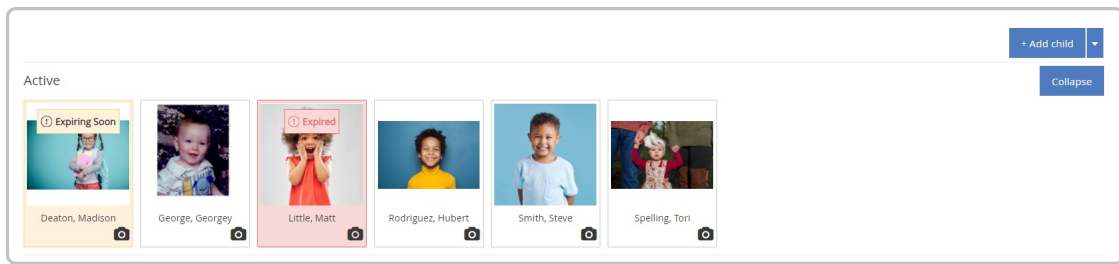 + Add child
Active
Collapse
Expiring Soon
Expired
Deaton, Madison
George, Georgey
Little, Matt
Rodriguez, Hubert
Smith, Steve
Spelling, Tori